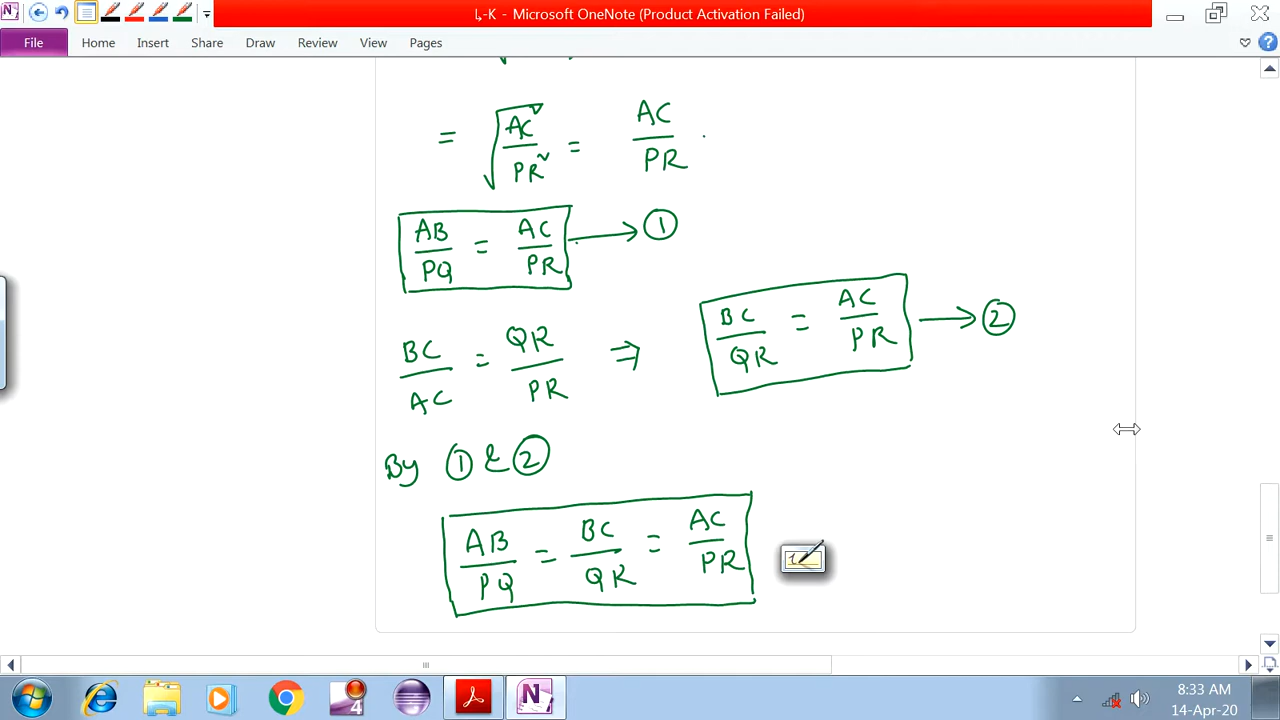 I,-K - Microsoft OneNote (Product Activation Failed)
File Home Insert Share Draw Review View Pages
= √(AC²/PR²) = AC/PR
AB/PQ = AC/PR → ①
BC/AC = QR/PR ⇒ BC/QR = AC/PR → ②
By ① & ②
AB/PQ = BC/QR = AC/PR
8:33 AM
14-Apr-20